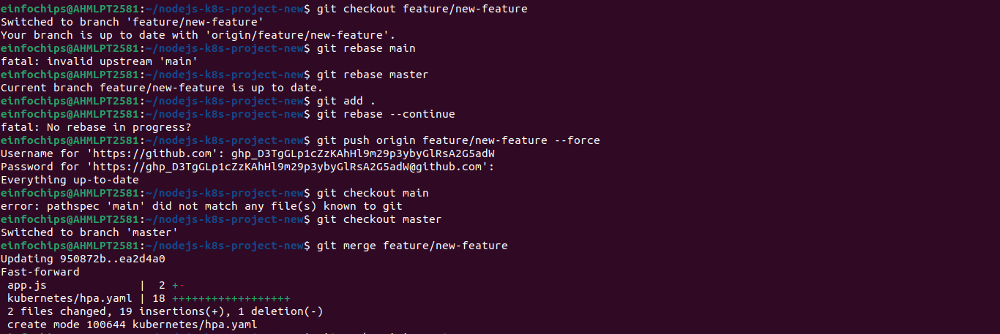 einfochips@AHMLPT2581:~/nodejs-k8s-project-new$ git checkout feature/new-feature
Switched to branch 'feature/new-feature'
Your branch is up to date with 'origin/feature/new-feature'.
einfochips@AHMLPT2581:~/nodejs-k8s-project-new$ git rebase main
fatal: invalid upstream 'main'
einfochips@AHMLPT2581:~/nodejs-k8s-project-new$ git rebase master
Current branch feature/new-feature is up to date.
einfochips@AHMLPT2581:~/nodejs-k8s-project-new$ git add .
einfochips@AHMLPT2581:~/nodejs-k8s-project-new$ git rebase --continue
fatal: No rebase in progress?
einfochips@AHMLPT2581:~/nodejs-k8s-project-new$ git push origin feature/new-feature --force
Username for 'https://github.com': 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
Password for 'https://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@github.com':
Everything up-to-date
einfochips@AHMLPT2581:~/nodejs-k8s-project-new$ git checkout main
error: pathspec 'main' did not match any file(s) known to git
einfochips@AHMLPT2581:~/nodejs-k8s-project-new$ git checkout master
Switched to branch 'master'
einfochips@AHMLPT2581:~/nodejs-k8s-project-new$ git merge feature/new-feature
Updating 950872b..ea2d4a0
Fast-forward
 app.js              |  2 +-
 kubernetes/hpa.yaml | 18 ++++++++++++++++++
 2 files changed, 19 insertions(+), 1 deletion(-)
 create mode 100644 kubernetes/hpa.yaml